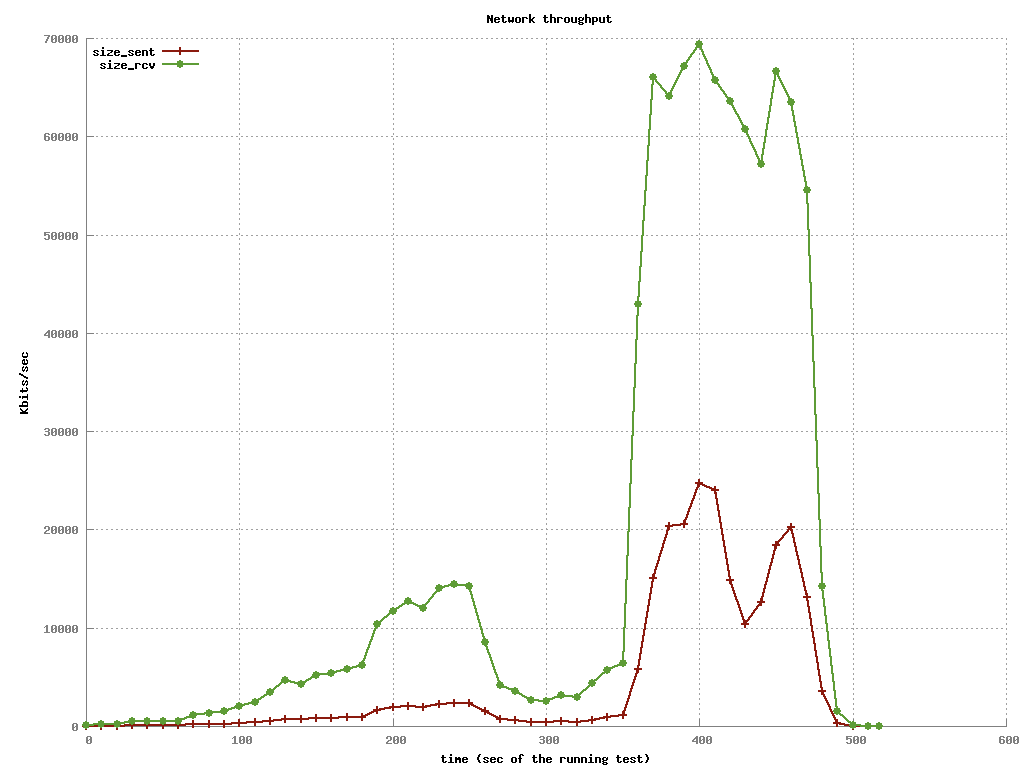 Network throughput
70000
size_sent
size_rcv
60000
50000
40000
Kbits/sec
30000
20000
10000
0
0 100 200 300 400 500 600
time (sec of the running test)